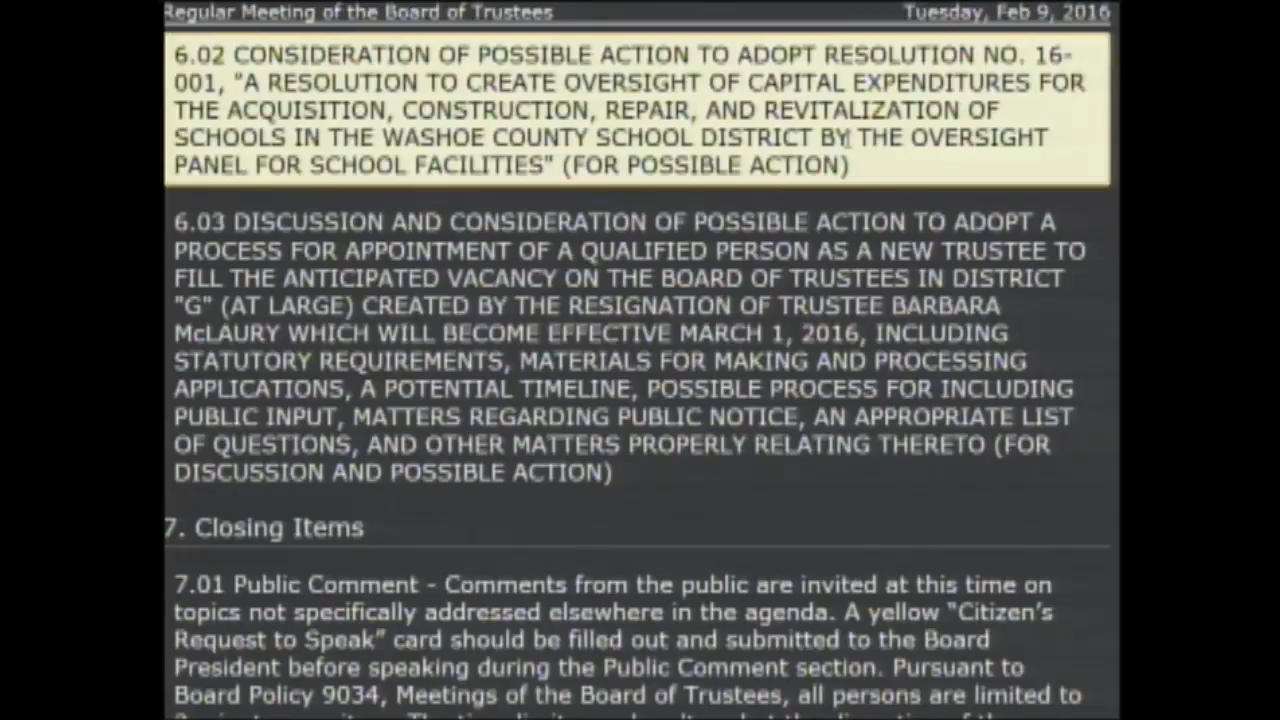 Regular Meeting of the Board of Trustees
Tuesday, Feb 9, 2016
6.02 CONSIDERATION OF POSSIBLE ACTION TO ADOPT RESOLUTION NO. 16-
001, "A RESOLUTION TO CREATE OVERSIGHT OF CAPITAL EXPENDITURES FOR
THE ACQUISITION, CONSTRUCTION, REPAIR, AND REVITALIZATION OF
SCHOOLS IN THE WASHOE COUNTY SCHOOL DISTRICT BY THE OVERSIGHT
PANEL FOR SCHOOL FACILITIES" (FOR POSSIBLE ACTION)
6.03 DISCUSSION AND CONSIDERATION OF POSSIBLE ACTION TO ADOPT A
PROCESS FOR APPOINTMENT OF A QUALIFIED PERSON AS A NEW TRUSTEE TO
FILL THE ANTICIPATED VACANCY ON THE BOARD OF TRUSTEES IN DISTRICT
"G" (AT LARGE) CREATED BY THE RESIGNATION OF TRUSTEE BARBARA
McLAURY WHICH WILL BECOME EFFECTIVE MARCH 1, 2016, INCLUDING
STATUTORY REQUIREMENTS, MATERIALS FOR MAKING AND PROCESSING
APPLICATIONS, A POTENTIAL TIMELINE, POSSIBLE PROCESS FOR INCLUDING
PUBLIC INPUT, MATTERS REGARDING PUBLIC NOTICE, AN APPROPRIATE LIST
OF QUESTIONS, AND OTHER MATTERS PROPERLY RELATING THERETO (FOR
DISCUSSION AND POSSIBLE ACTION)
7. Closing Items
7.01 Public Comment - Comments from the public are invited at this time on
topics not specifically addressed elsewhere in the agenda. A yellow “Citizen’s
Request to Speak” card should be filled out and submitted to the Board
President before speaking during the Public Comment section. Pursuant to
Board Policy 9034, Meetings of the Board of Trustees, all persons are limited to